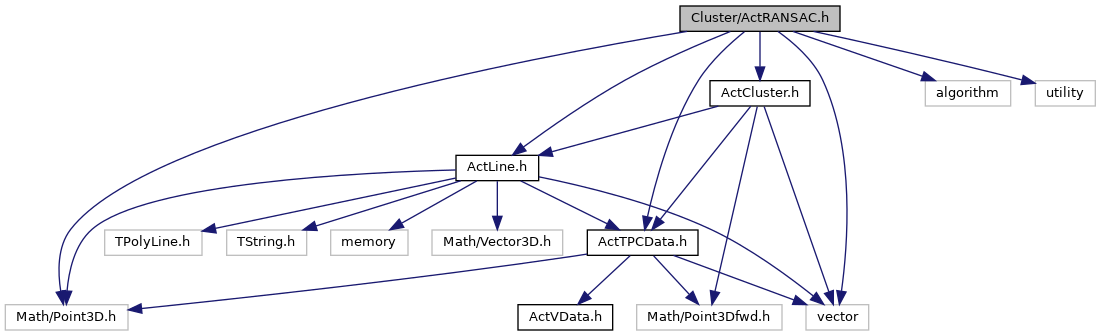 Cluster/ActRANSAC.h
ActCluster.h
algorithm
utility
ActLine.h
TPolyLine.h
TString.h
memory
Math/Vector3D.h
ActTPCData.h
Math/Point3D.h
ActVData.h
Math/Point3Dfwd.h
vector